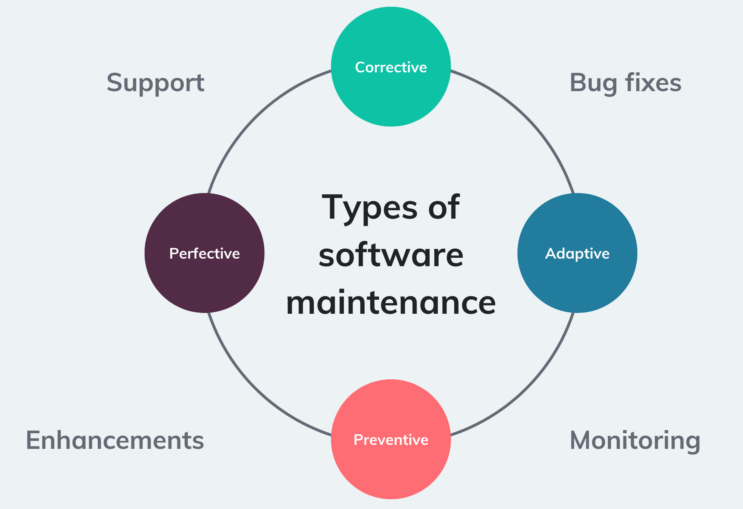 Corrective
Support
Bug fixes
Types of
software
maintenance
Perfective
Adaptive
Preventive
Enhancements
Monitoring